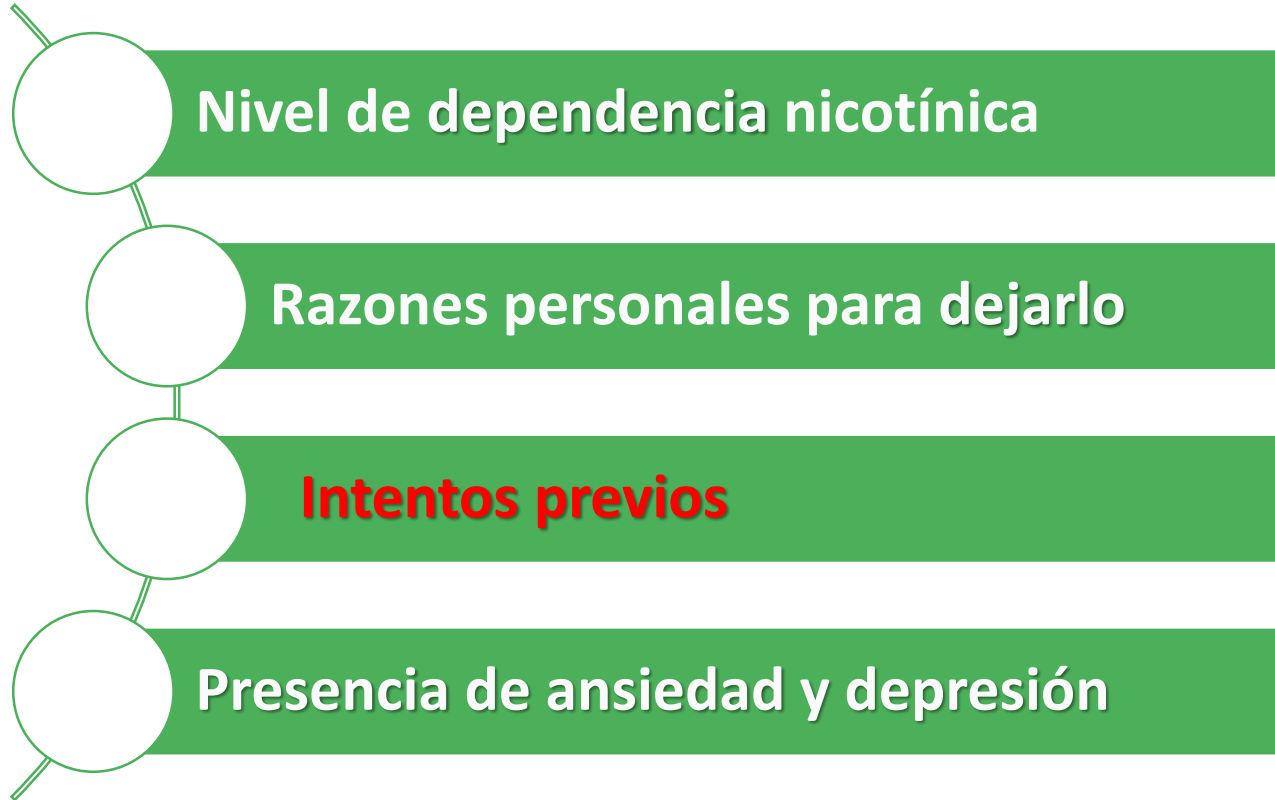 Nivel de dependencia nicotínica
Razones personales para dejarlo
Intentos previos
Presencia de ansiedad y depresión